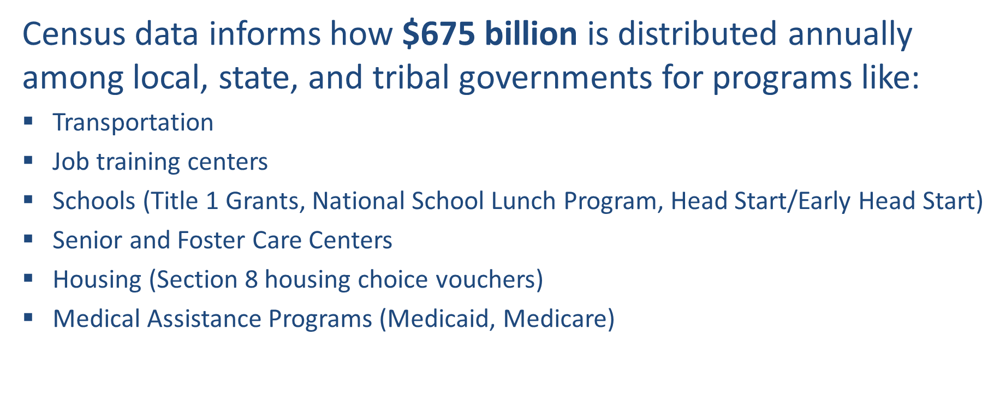 Census data informs how $675 billion is distributed annually
among local, state, and tribal governments for programs like:
▪ Transportation
▪ Job training centers
▪ Schools (Title 1 Grants, National School Lunch Program, Head Start/Early Head Start)
▪ Senior and Foster Care Centers
▪ Housing (Section 8 housing choice vouchers)
▪ Medical Assistance Programs (Medicaid, Medicare)